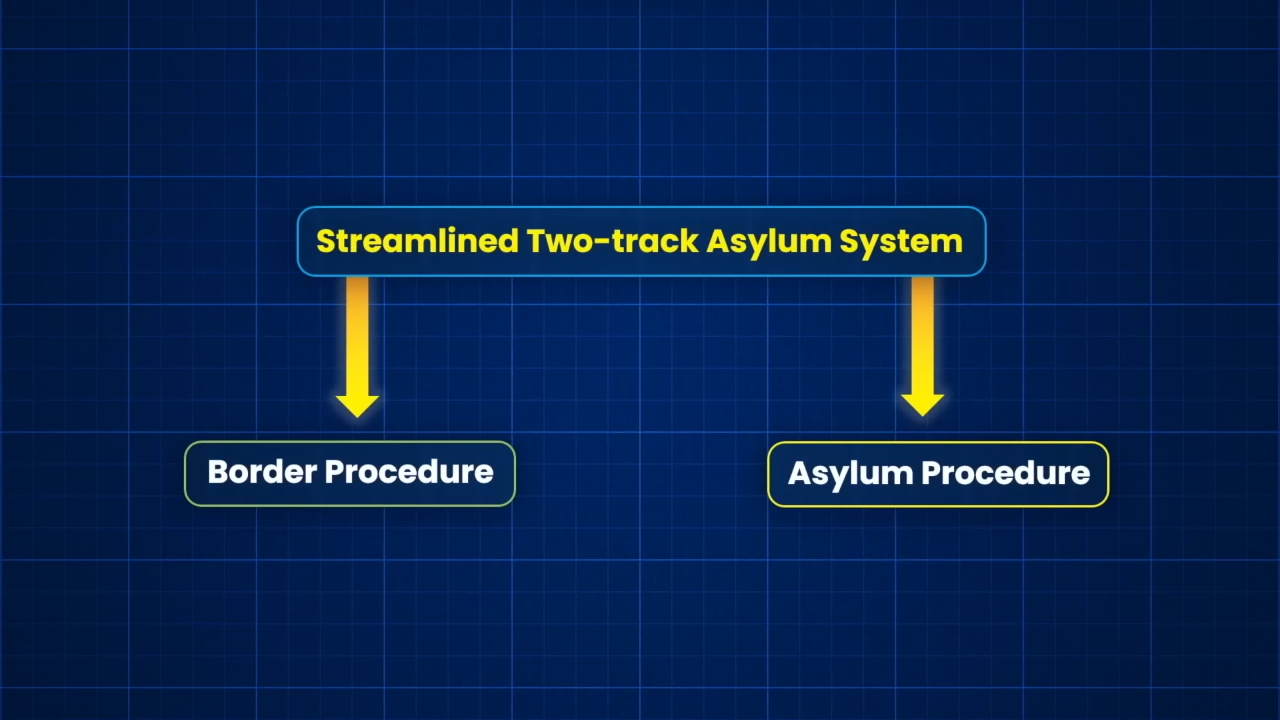 Streamlined Two-track Asylum System
Border Procedure
Asylum Procedure